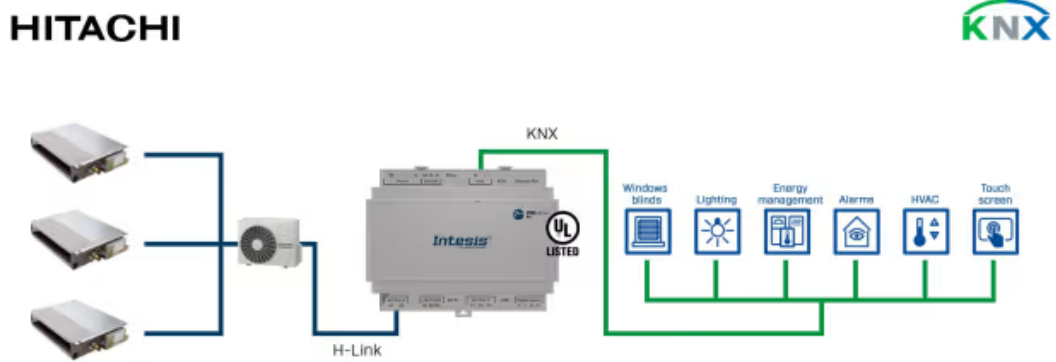 HITACHI
KNX
KNX
Windows
blinds
Lighting
Energy
management
Alarms
HVAC
Touch
screen
Intesis
UL
LISTED
H-Link